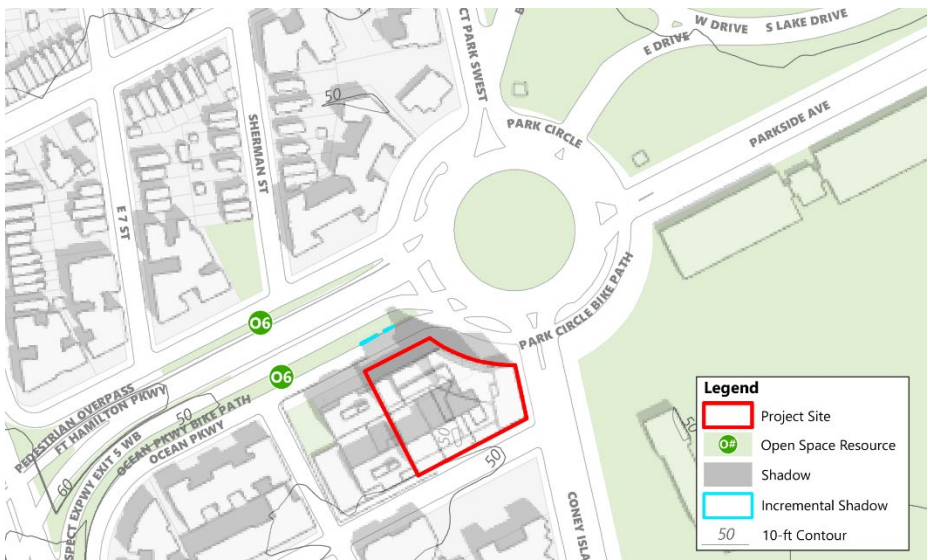 W DRIVE
S LAKE DRIVE
E DRIVE
CT PARK SWEST
PARK CIRCLE
PARKSIDE AVE
50
SHERMAN ST
E 7 ST
PARK CIRCLE BIKE PATH
O6
O6
PEDESTRIAN OVERPASS
FT HAMILTON PKWY
SPECT EXPWY EXIT 5 WB
OCEAN PKWY BIKE PATH
OCEAN PKWY
50
60
50
50
CONEY ISLA
Legend
Project Site
O# Open Space Resource
Shadow
Incremental Shadow
50 10-ft Contour